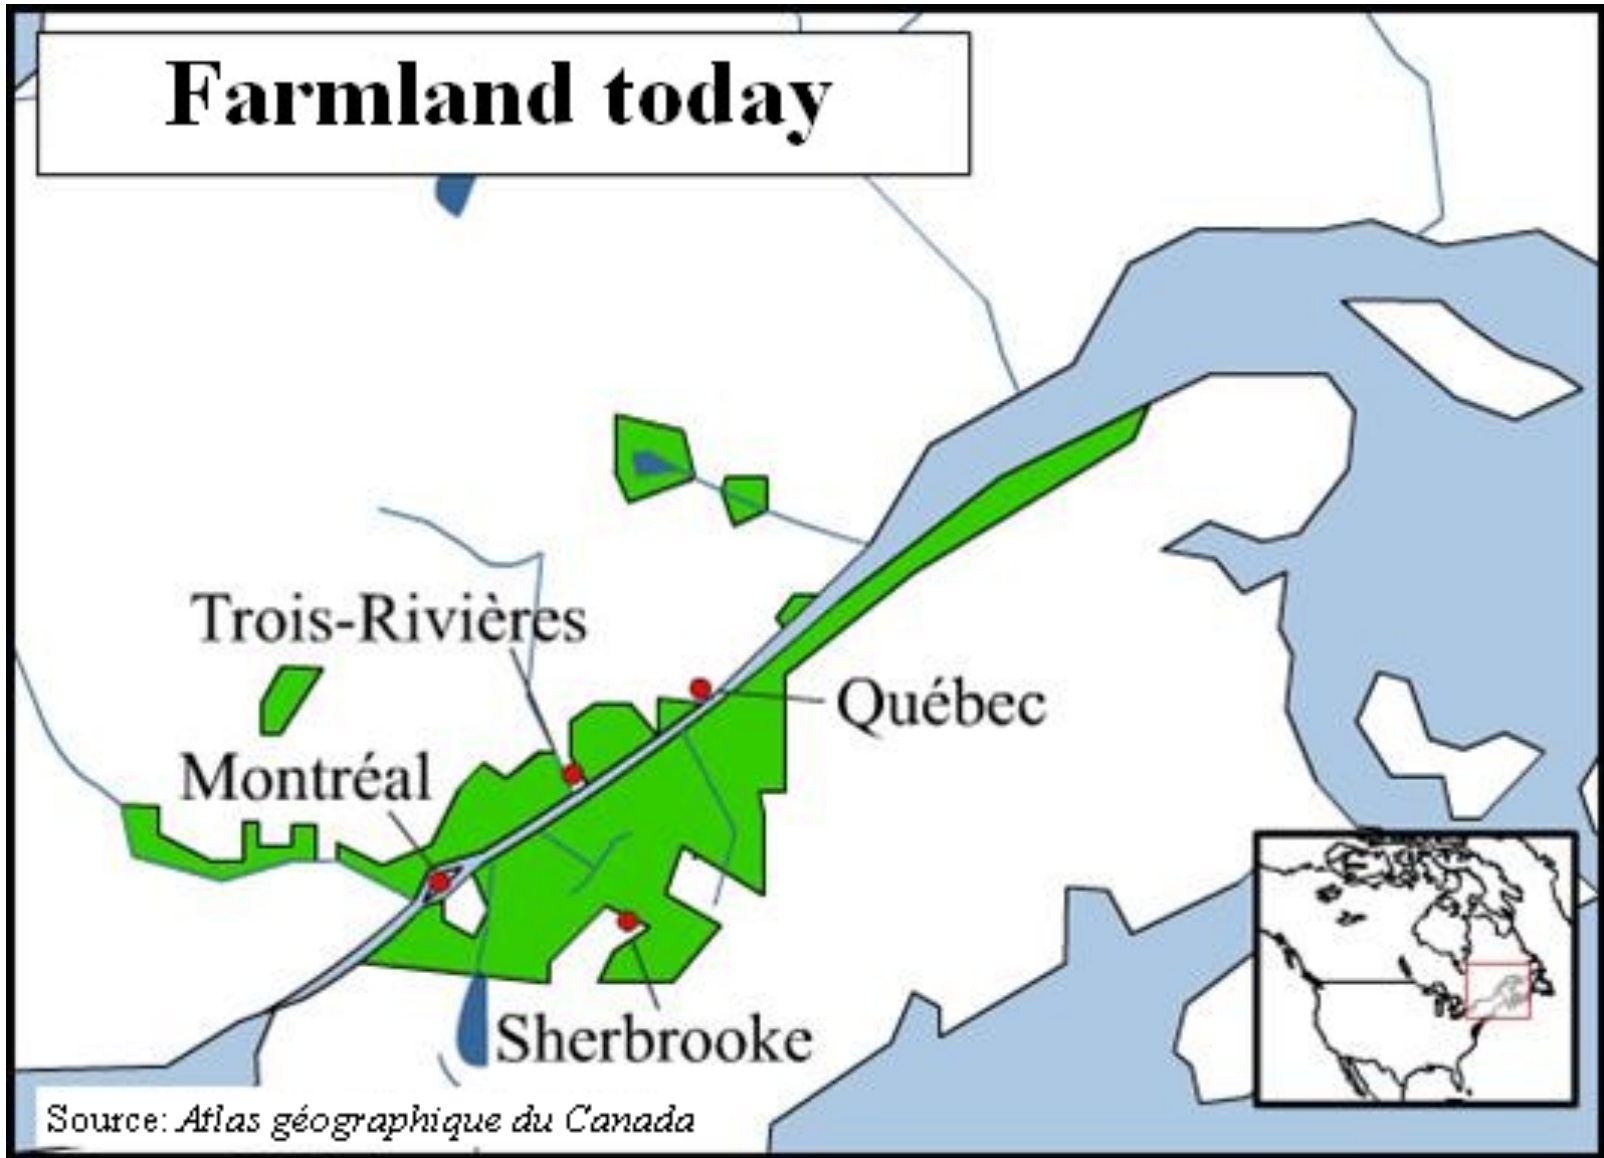 Farmland today
Trois-Rivières
Québec
Montréal
Sherbrooke
Source: Atlas géographique du Canada